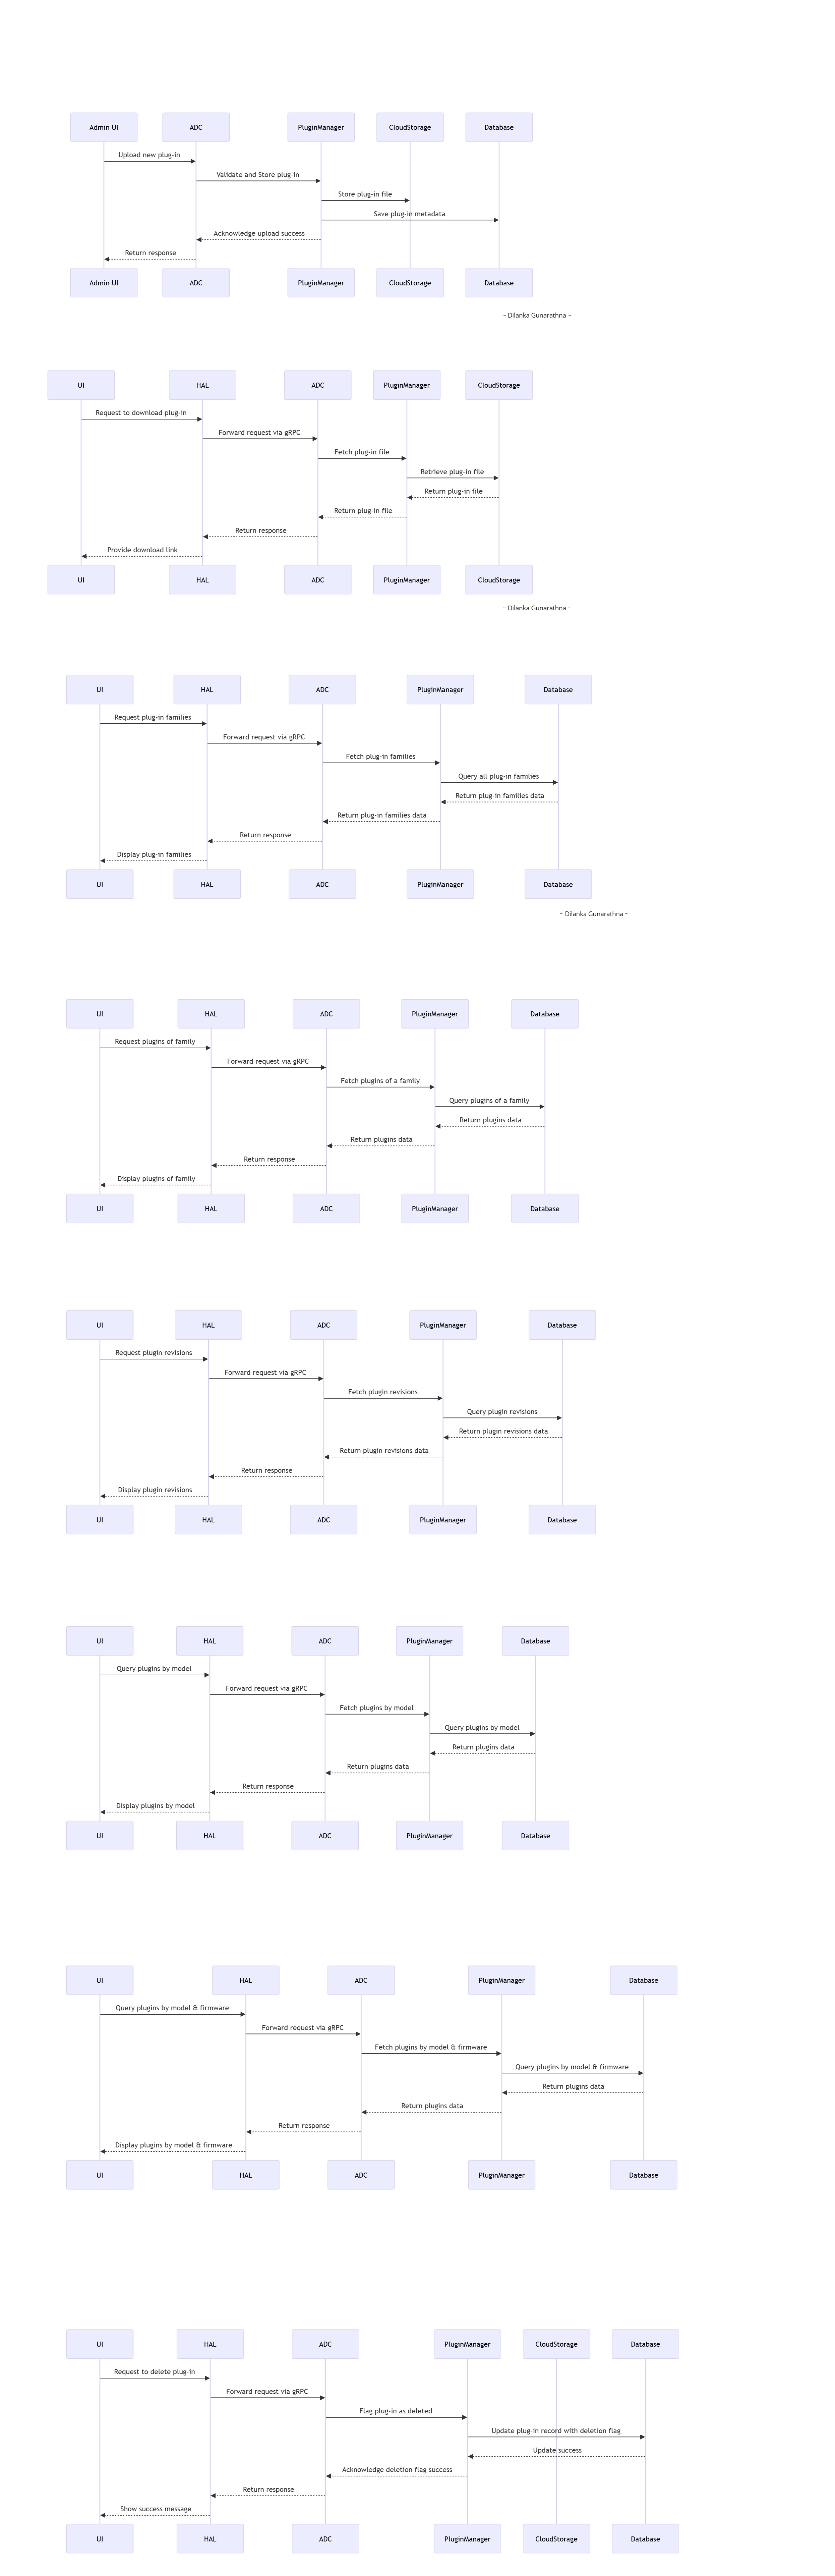 Admin UI ADC PluginManager CloudStorage Database
Upload new plug-in
Validate and Store plug-in
Store plug-in file
Save plug-in metadata
Acknowledge upload success
Return response
Admin UI ADC PluginManager CloudStorage Database
~ Dilanka Gunarathna ~
UI HAL ADC PluginManager CloudStorage
Request to download plug-in
Forward request via gRPC
Fetch plug-in file
Retrieve plug-in file
Return plug-in file
Return plug-in file
Return response
Provide download link
UI HAL ADC PluginManager CloudStorage
~ Dilanka Gunarathna ~
UI HAL ADC PluginManager Database
Request plug-in families
Forward request via gRPC
Fetch plug-in families
Query all plug-in families
Return plug-in families data
Return plug-in families data
Return response
Display plug-in families
UI HAL ADC PluginManager Database
~ Dilanka Gunarathna ~
UI HAL ADC PluginManager Database
Request plugins of family
Forward request via gRPC
Fetch plugins of a family
Query plugins of a family
Return plugins data
Return plugins data
Return response
Display plugins of family
UI HAL ADC PluginManager Database
UI HAL ADC PluginManager Database
Request plugin revisions
Forward request via gRPC
Fetch plugin revisions
Query plugin revisions
Return plugin revisions data
Return plugin revisions data
Return response
Display plugin revisions
UI HAL ADC PluginManager Database
UI HAL ADC PluginManager Database
Query plugins by model
Forward request via gRPC
Fetch plugins by model
Query plugins by model
Return plugins data
Return plugins data
Return response
Display plugins by model
UI HAL ADC PluginManager Database
UI HAL ADC PluginManager Database
Query plugins by model & firmware
Forward request via gRPC
Fetch plugins by model & firmware
Query plugins by model & firmware
Return plugins data
Return plugins data
Return response
Display plugins by model & firmware
UI HAL ADC PluginManager Database
UI HAL ADC PluginManager CloudStorage Database
Request to delete plug-in
Forward request via gRPC
Flag plug-in as deleted
Update plug-in record with deletion flag
Update success
Acknowledge deletion flag success
Return response
Show success message
UI HAL ADC PluginManager CloudStorage Database